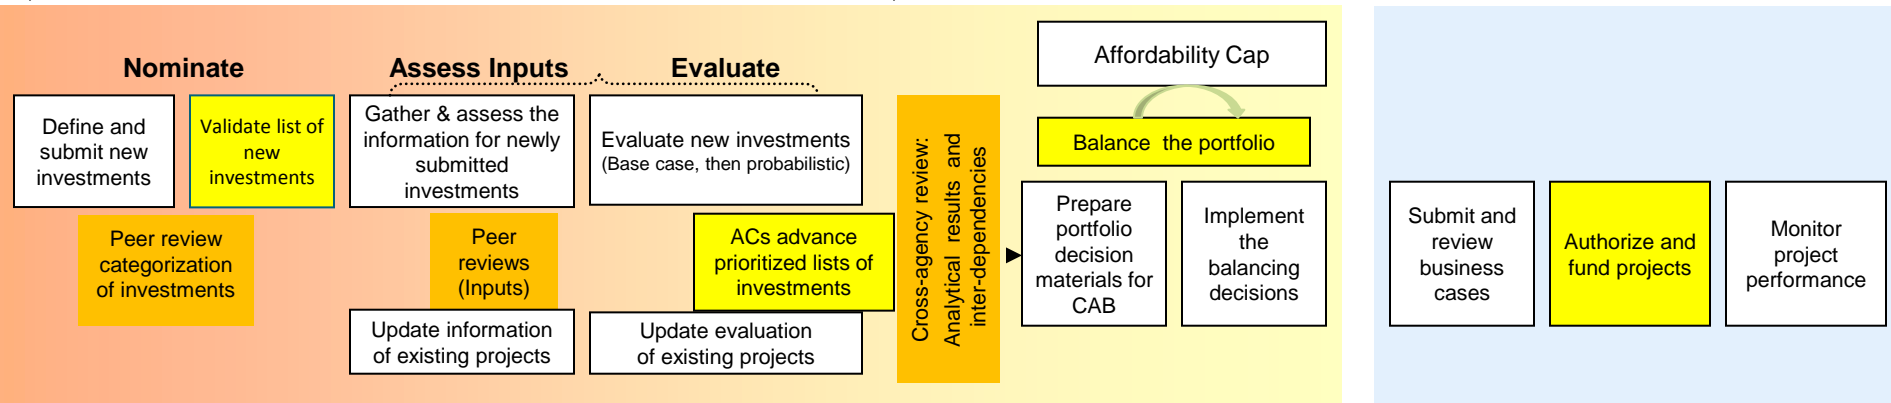 Nominate
Assess Inputs
Evaluate
Define and
submit new
investments
Validate list of
new
investments
Peer review
categorization
of investments
Gather & assess the
information for newly
submitted
investments
Peer
reviews
(Inputs)
Update information
of existing projects
Evaluate new investments
(Base case, then probabilistic)
ACs advance
prioritized lists of
investments
Update evaluation
of existing projects
Cross-agency review:
Analytical results and
inter-dependencies
Affordability Cap
Balance the portfolio
Prepare
portfolio
decision
materials for
CAB
Implement
the
balancing
decisions
Submit and
review
business
cases
Authorize and
fund projects
Monitor
project
performance